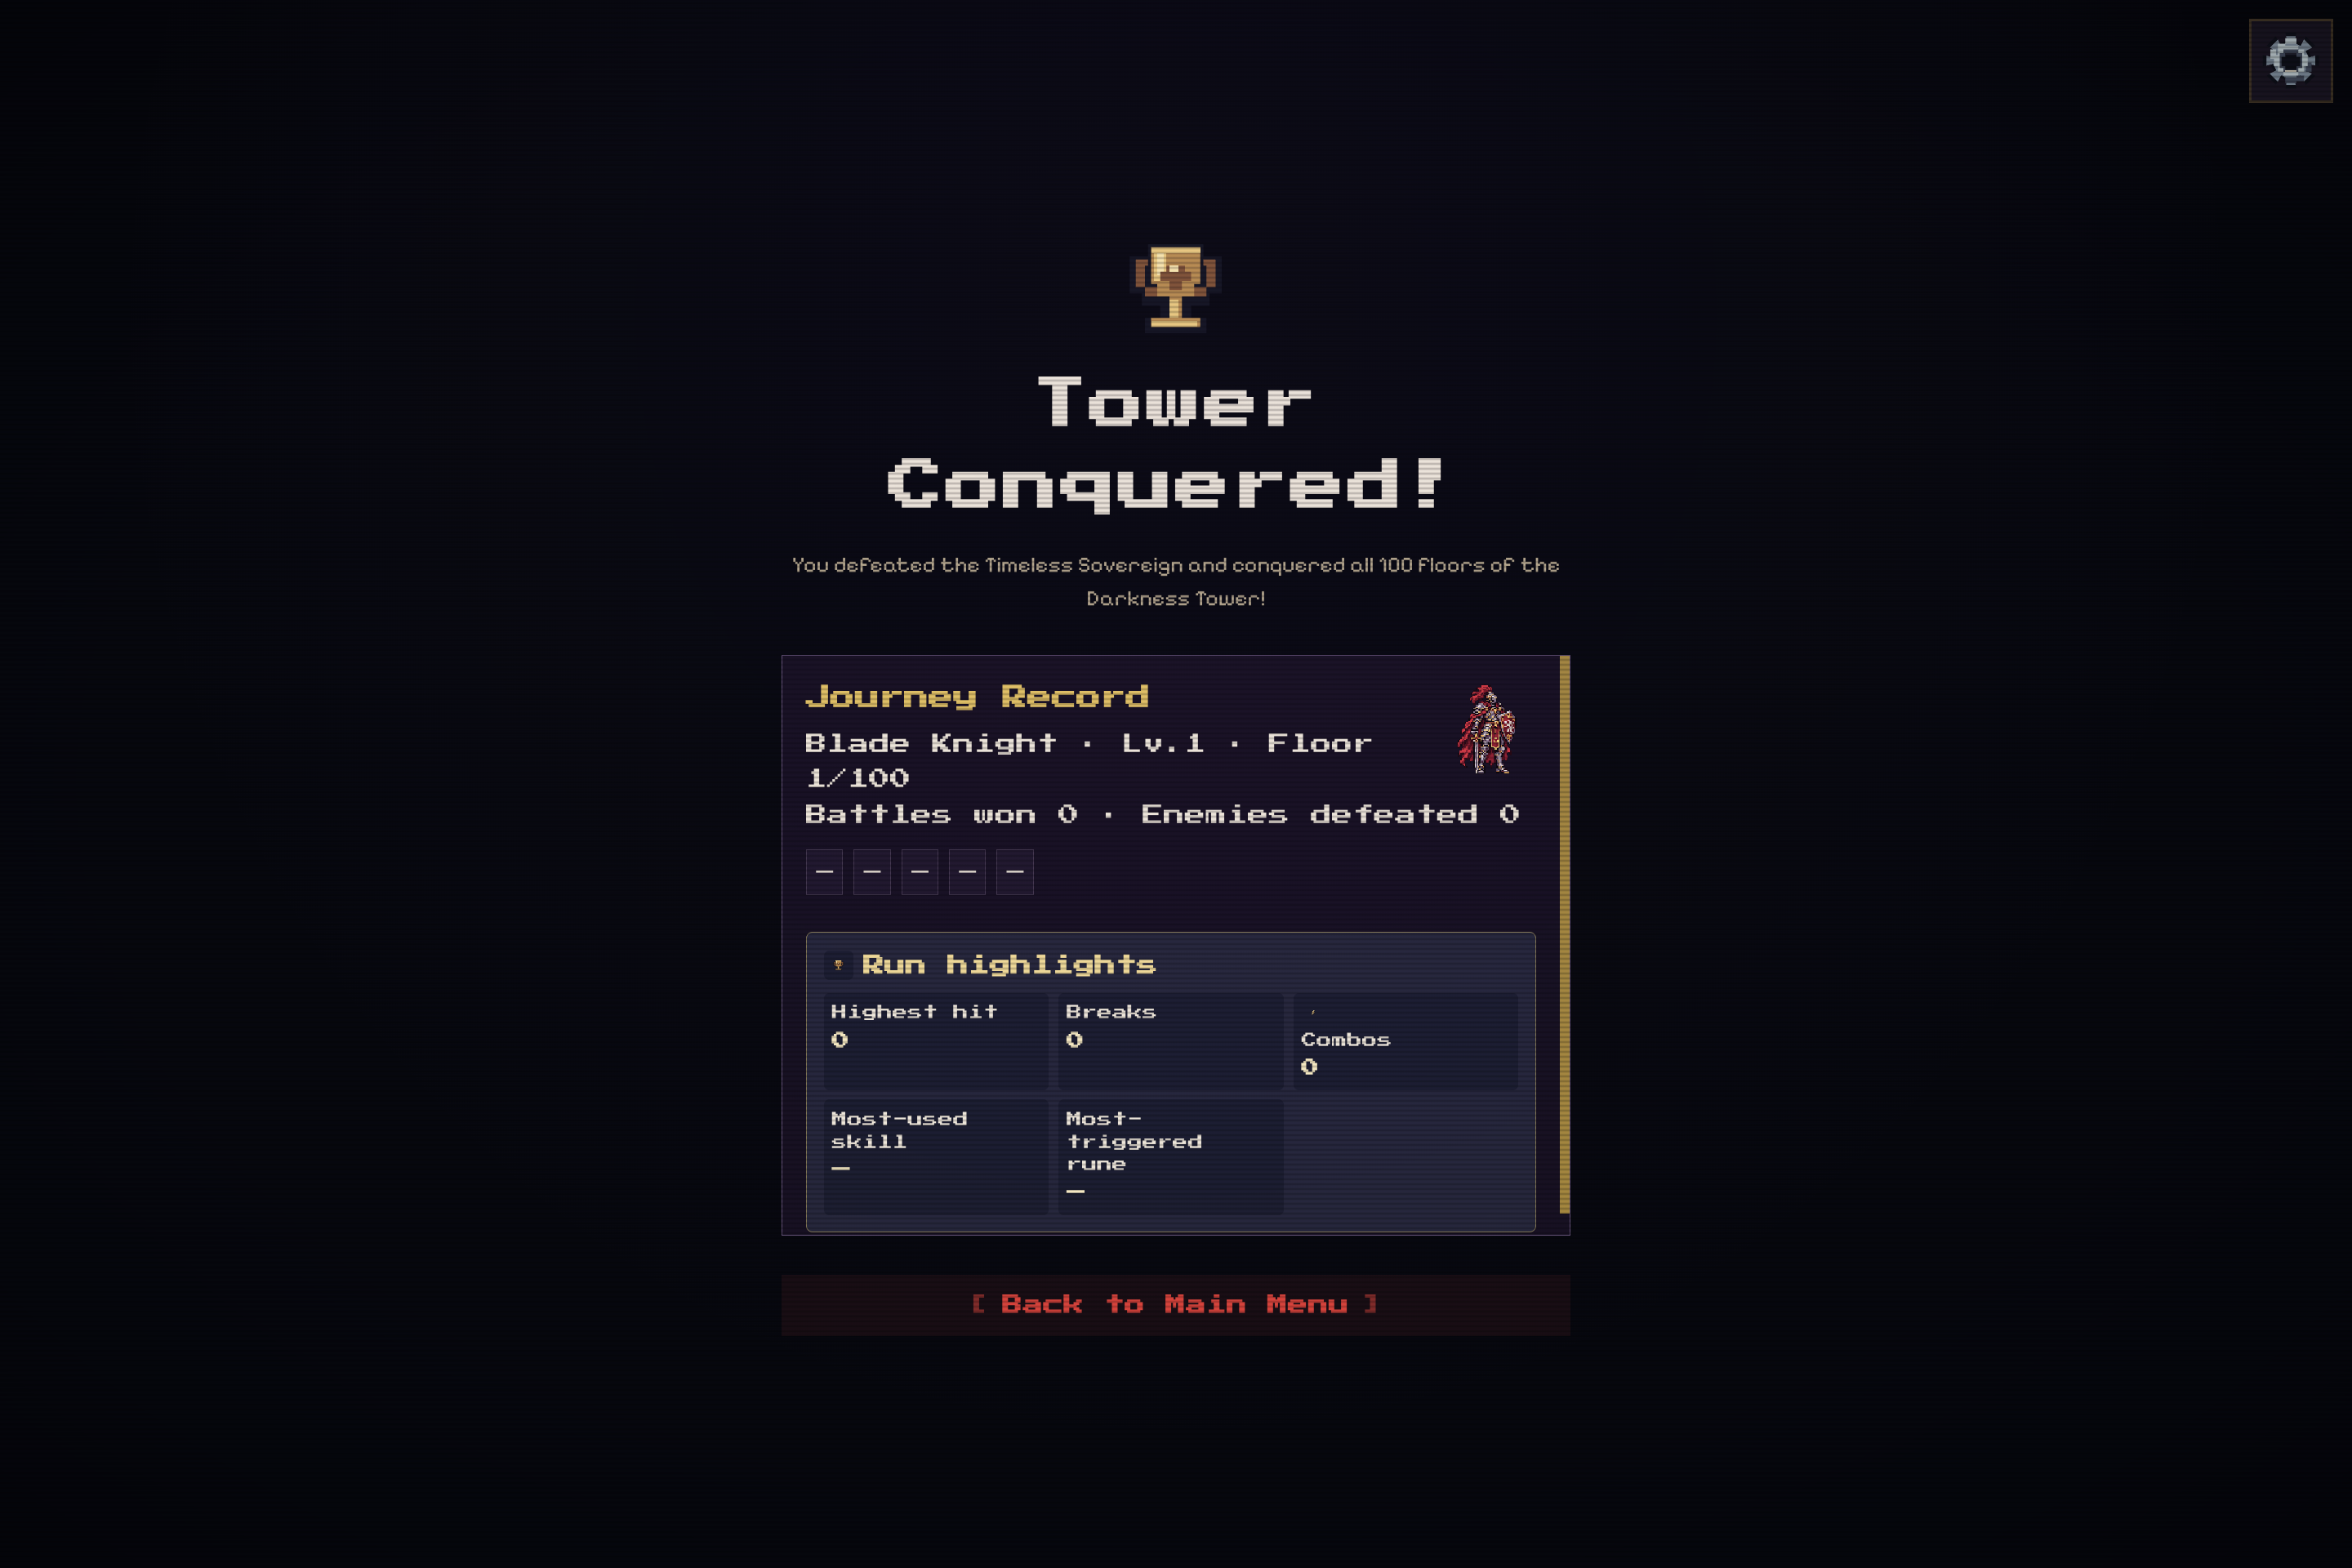 Tower
Conquered!
You defeated the Timeless Sovereign and conquered all 100 floors of the
Darkness Tower!
Journey Record
Blade Knight · Lv.1 · Floor
1/100
Battles won 0 · Enemies defeated 0
— — — — —
Run highlights
Highest hit
0
Breaks
0
Combos
0
Most-used
skill
—
Most-
triggered
rune
—
[ Back to Main Menu ]